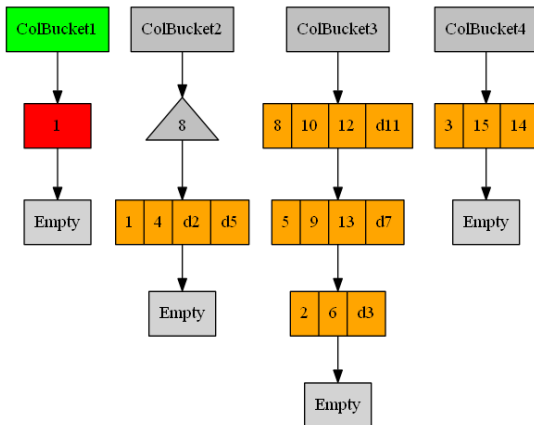 ColBucket1 ColBucket2 ColBucket3 ColBucket4
1 8 8 10 12 d11 3 15 14
Empty 1 4 d2 d5 5 9 13 d7 Empty
Empty 2 6 d3
Empty